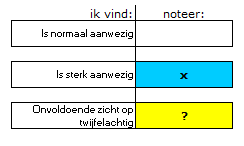 ik vind: noteer:
Is normaal aanwezig
Is sterk aanwezig x
Onvoldoende zicht op
twijfelachtig ?